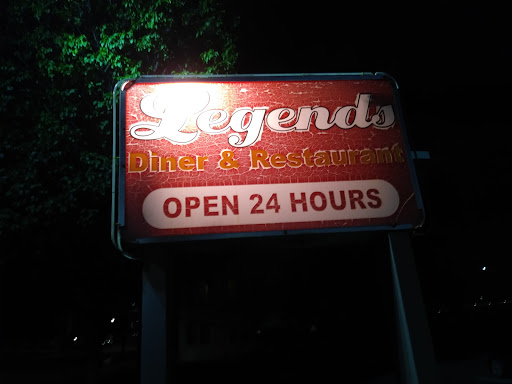 Legends
Diner & Restaurant
OPEN 24 HOURS